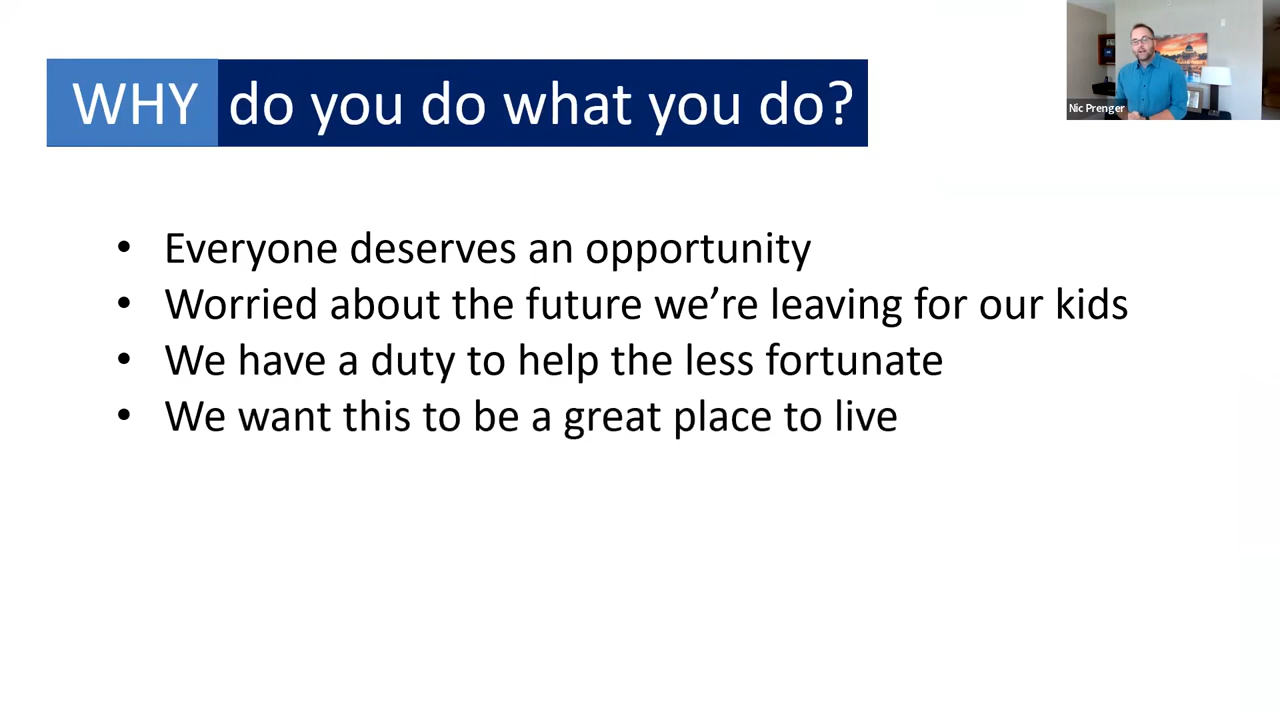 WHY do you do what you do?
Nic Prenger
• Everyone deserves an opportunity
• Worried about the future we’re leaving for our kids
• We have a duty to help the less fortunate
• We want this to be a great place to live